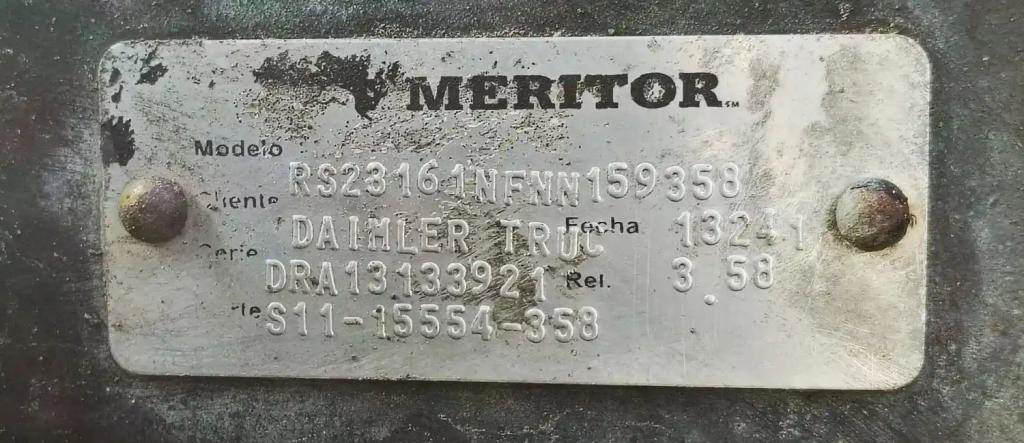 MERITOR
Modelo RS23161NFNN159358
Cliente DAIMLER TRUC Fecha 13241
Serie DRA13133921 Rel. 3.58
S11-15554-358